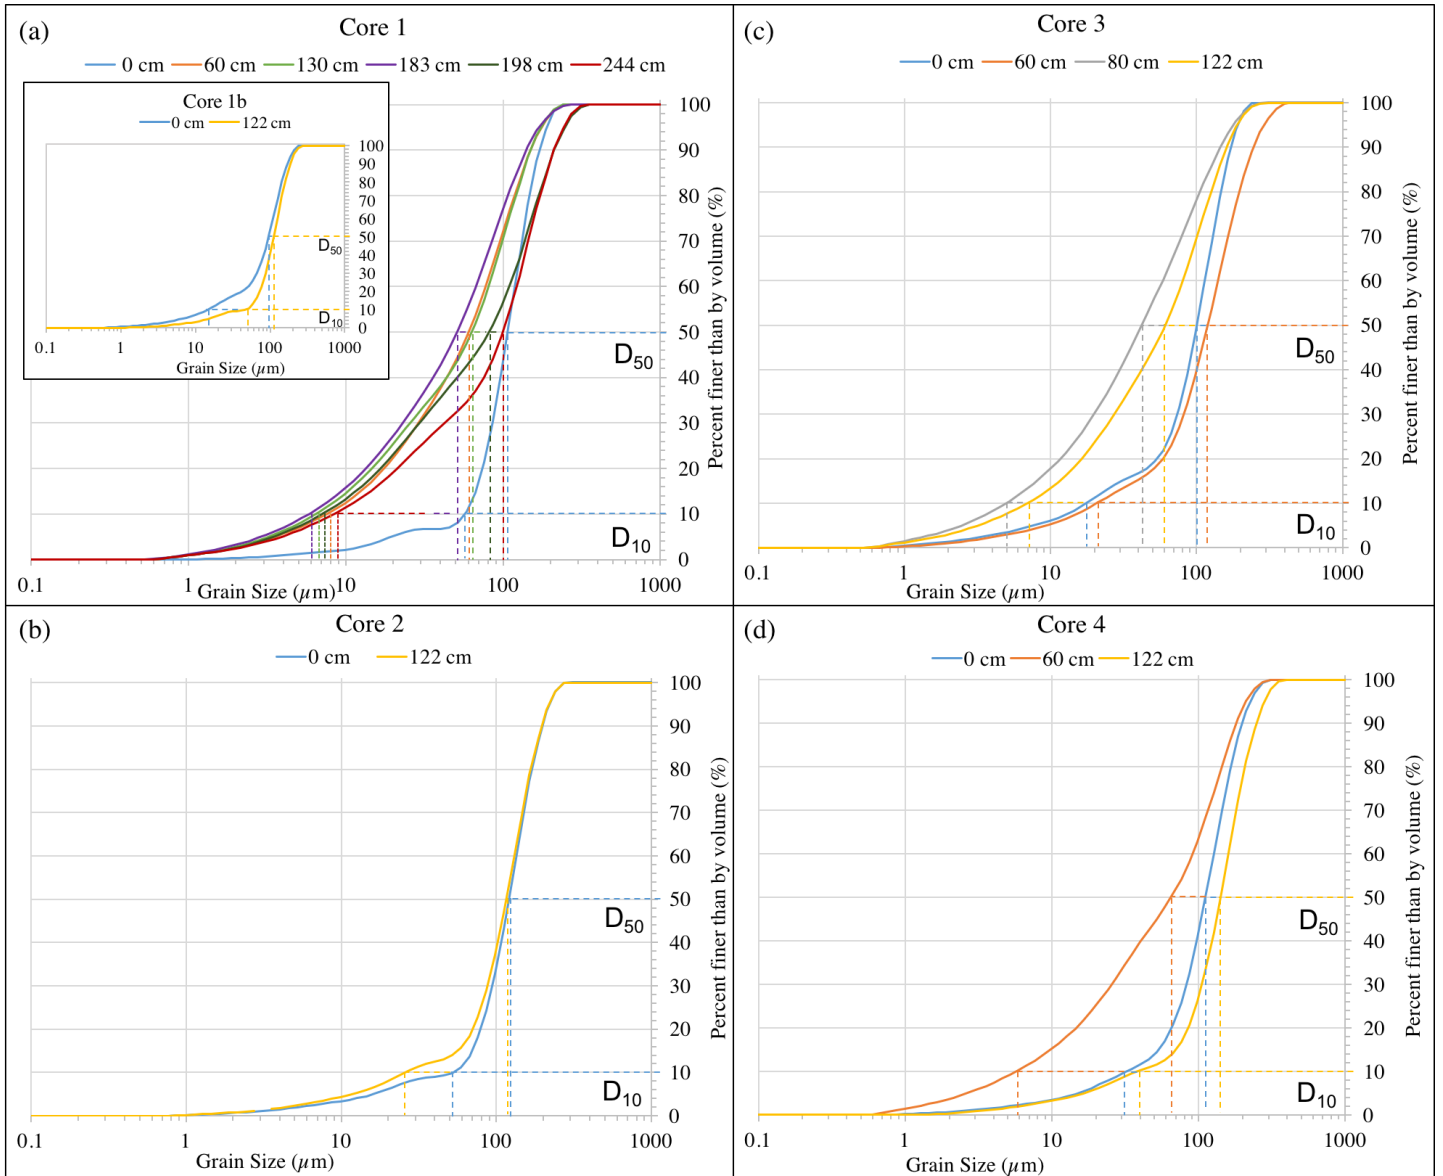 (a)
Core 1
0 cm 60 cm 130 cm 183 cm 198 cm 244 cm
Core 1b
0 cm 122 cm
100
90
80
70
60
50
40
30
20
10
0
D50
D10
0.1 1 10 100 1000
Grain Size (µm)
100
90
80
70
60
50
40
30
20
10
0
Percent finer than by volume (%)
D50
D10
0.1 1 10 100 1000
Grain Size (µm)
(c)
Core 3
0 cm 60 cm 80 cm 122 cm
100
90
80
70
60
50
40
30
20
10
0
Percent finer than by volume (%)
D50
D10
0.1 1 10 100 1000
Grain Size (µm)
(b)
Core 2
0 cm 122 cm
100
90
80
70
60
50
40
30
20
10
0
Percent finer than by volume (%)
D50
D10
0.1 1 10 100 1000
Grain Size (µm)
(d)
Core 4
0 cm 60 cm 122 cm
100
90
80
70
60
50
40
30
20
10
0
Percent finer than by volume (%)
D50
D10
0.1 1 10 100 1000
Grain Size (µm)